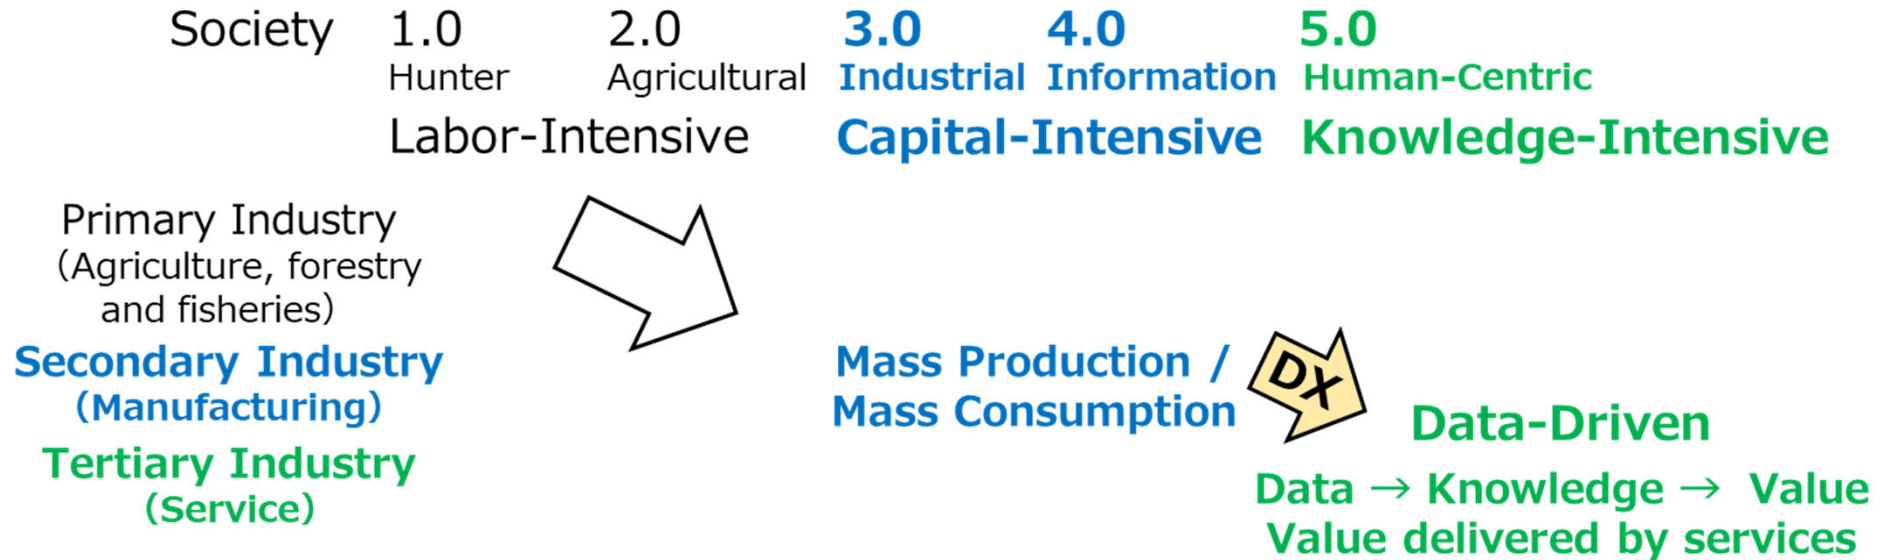 Society 1.0 2.0 3.0 4.0 5.0
Hunter Agricultural Industrial Information Human-Centric
Labor-Intensive Capital-Intensive Knowledge-Intensive
Primary Industry
(Agriculture, forestry
and fisheries)
Secondary Industry
(Manufacturing)
Tertiary Industry
(Service)
Mass Production /
Mass Consumption
DX
Data-Driven
Data → Knowledge → Value
Value delivered by services